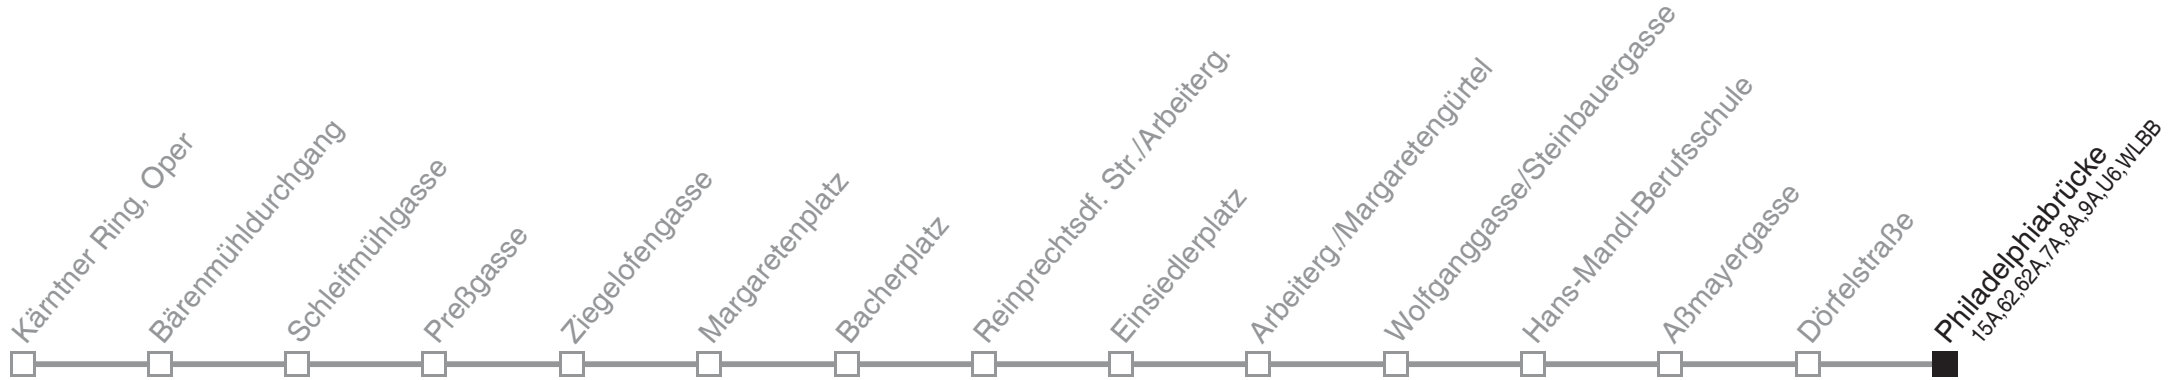 Kärntner Ring, Oper
Bärenmühldurchgang
Schleifmühlgasse
Preßgasse
Ziegelofengasse
Margaretenplatz
Bacherplatz
Reinprechtsdf. Str./Arbeiterg.
Einsiedlerplatz
Arbeiterg./Margaretengürtel
Wolfganggasse/Steinbauergasse
Hans-Mandl-Berufsschule
Aßmayergasse
Dörfelstraße
Philadelphiabrücke
15A,62,62A,7A,8A,9A,U6,WLBB